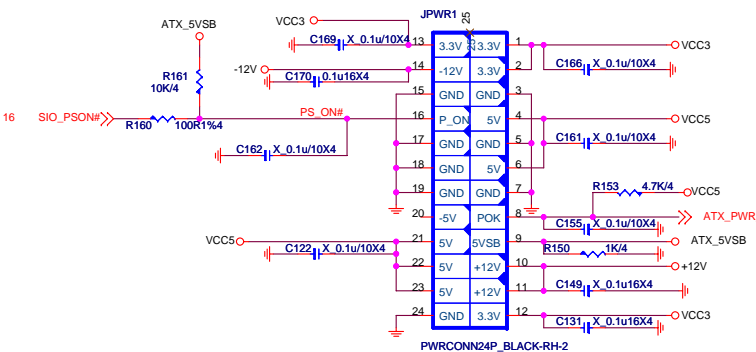 JPWR1
25
VCC3
ATX_5VSB
C169 X_0.1u/10X4
13 3.3V 3.3V 1 VCC3
-12V
14 -12V 3.3V 2
C166 X_0.1u/10X4
R161
10K/4
C170 0.1u16X4
15 GND GND 3
16 SIO_PSON# PS_ON# 16 P_ON 5V 4 VCC5
R160 100R1%4
17 GND GND 5
C161 X_0.1u/10X4
C162 X_0.1u/10X4
18 GND 5V 6
19 GND GND 7
R153 4.7K/4 VCC5
20 -5V POK 8 ATX_PWR
C155 X_0.1u/10X4
VCC5 21 5V 5VSB 9 ATX_5VSB
C122 X_0.1u/10X4
R150 1K/4
22 5V +12V 10 +12V
23 5V +12V 11
C149 X_0.1u16X4
24 GND 3.3V 12 VCC3
C131 X_0.1u16X4
PWRCONN24P_BLACK-RH-2